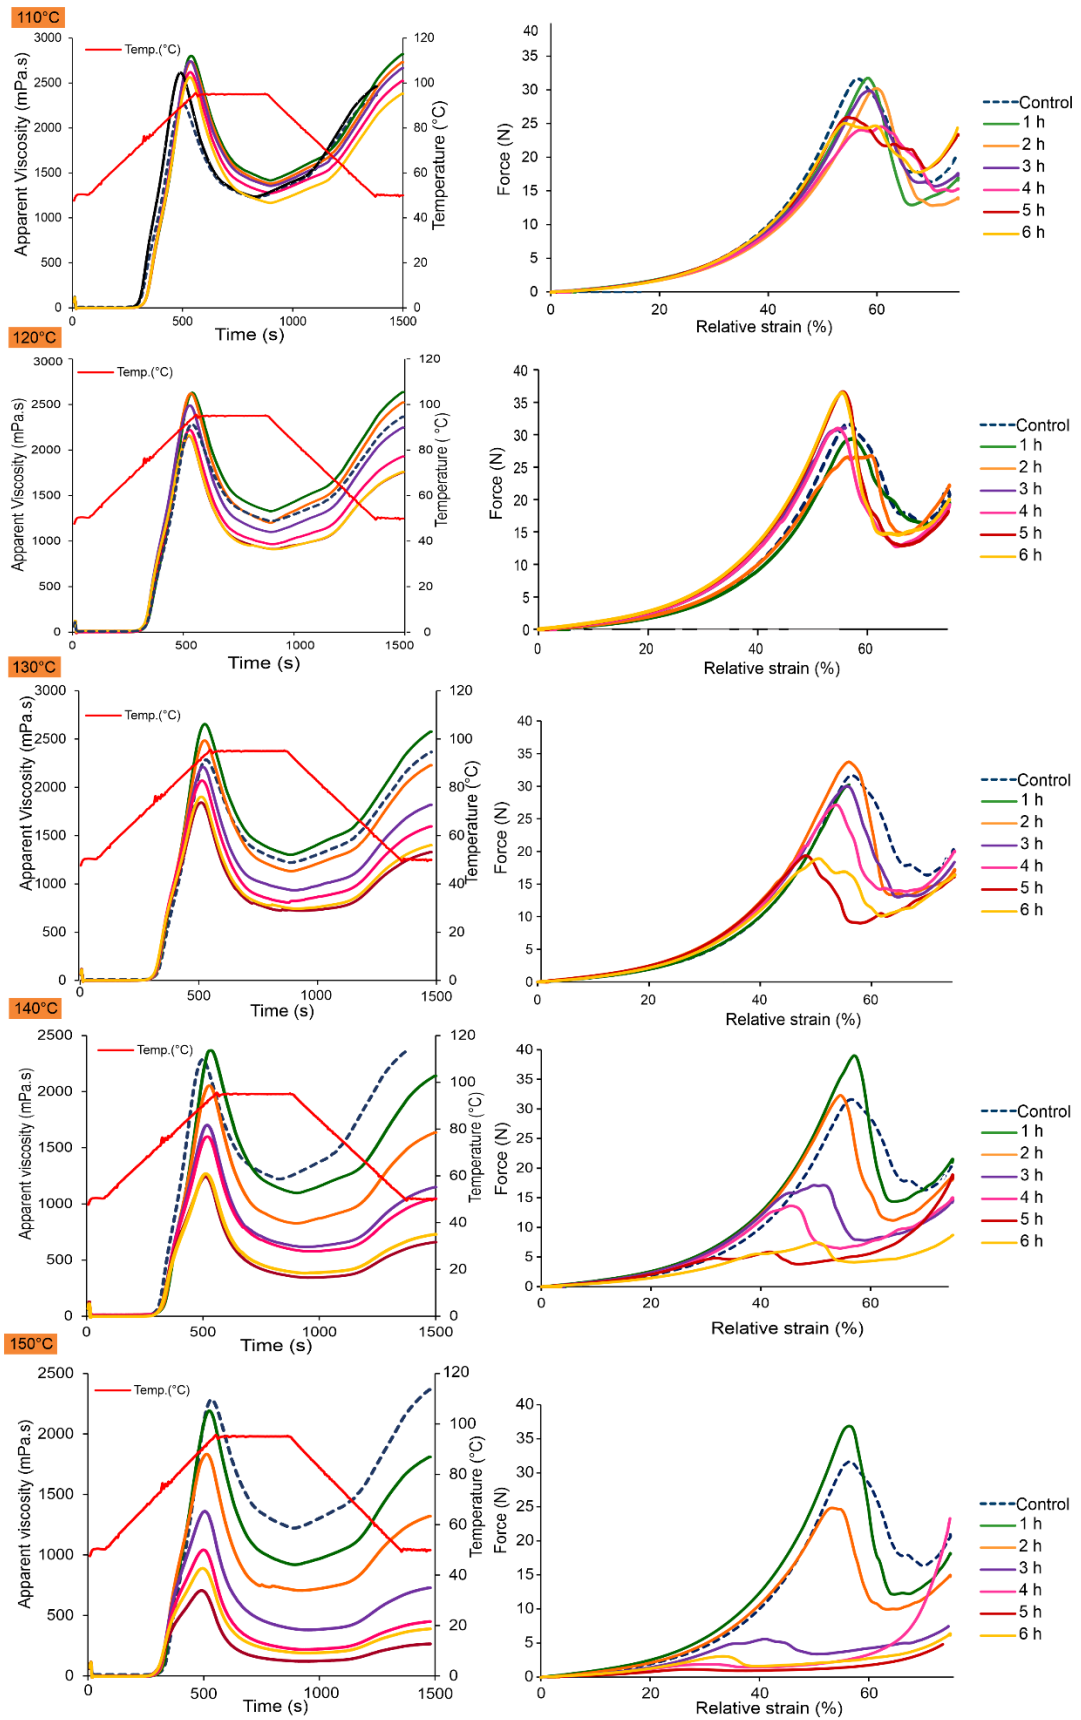 110°C
Apparent Viscosity (mPa.s)
3000
2500
2000
1500
1000
500
0
Temp.(°C)
120
100
80
60
40
20
0
Temperature (°C)
0
500
1000
1500
Time (s)
Force (N)
40
35
30
25
20
15
10
5
0
0
20
40
60
Relative strain (%)
Control
1 h
2 h
3 h
4 h
5 h
6 h
120°C
Apparent Viscosity (mPa.s)
3000
2500
2000
1500
1000
500
0
Temp.(°C)
120
100
80
60
40
20
0
Temperature ( °C)
0
500
1000
1500
Time (s)
Force (N)
40
35
30
25
20
15
10
5
0
0
20
40
60
Relative strain (%)
Control
1 h
2 h
3 h
4 h
5 h
6 h
130°C
Apparent Viscosity (mPa.s)
3000
2500
2000
1500
1000
500
0
Temp.(°C)
120
100
80
60
40
20
0
Temperature (°C)
0
500
1000
1500
Time (s)
Force (N)
40
35
30
25
20
15
10
5
0
0
20
40
60
Relative strain (%)
Control
1 h
2 h
3 h
4 h
5 h
6 h
140°C
Apparent viscosity (mPa.s)
2500
2000
1500
1000
500
0
Temp.(°C)
120
100
80
60
40
20
0
Temperature (°C)
0
500
1000
1500
Time (s)
Force (N)
40
35
30
25
20
15
10
5
0
0
20
40
60
Relative strain (%)
Control
1 h
2 h
3 h
4 h
5 h
6 h
150°C
Apparent viscosity (mPa.s)
2500
2000
1500
1000
500
0
Temp.(°C)
120
100
80
60
40
20
0
Temperature (°C)
0
500
1000
1500
Time (s)
Force (N)
40
35
30
25
20
15
10
5
0
0
20
40
60
Relative strain (%)
Control
1 h
2 h
3 h
4 h
5 h
6 h